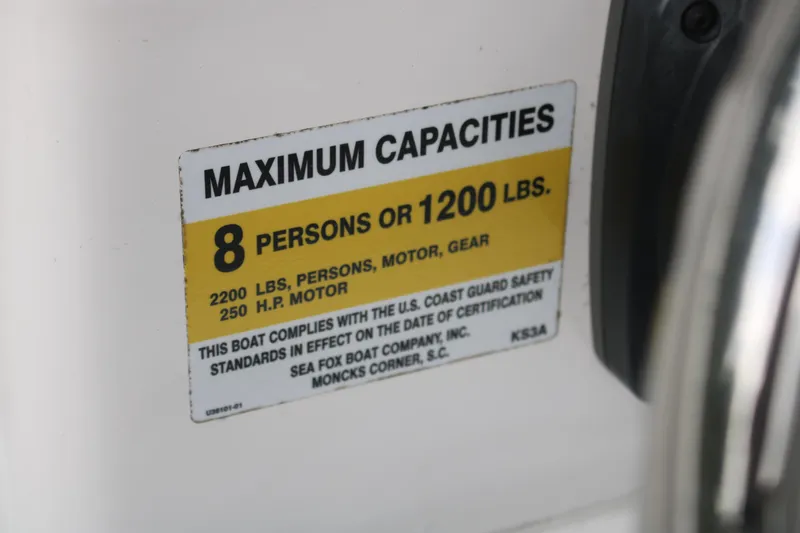 MAXIMUM CAPACITIES
8 PERSONS OR 1200 LBS.
2200 LBS, PERSONS, MOTOR, GEAR
250 H.P. MOTOR
THIS BOAT COMPLIES WITH THE U.S. COAST GUARD SAFETY
STANDARDS IN EFFECT ON THE DATE OF CERTIFICATION
SEA FOX BOAT COMPANY, INC. KS3A
MONCKS CORNER, S.C.